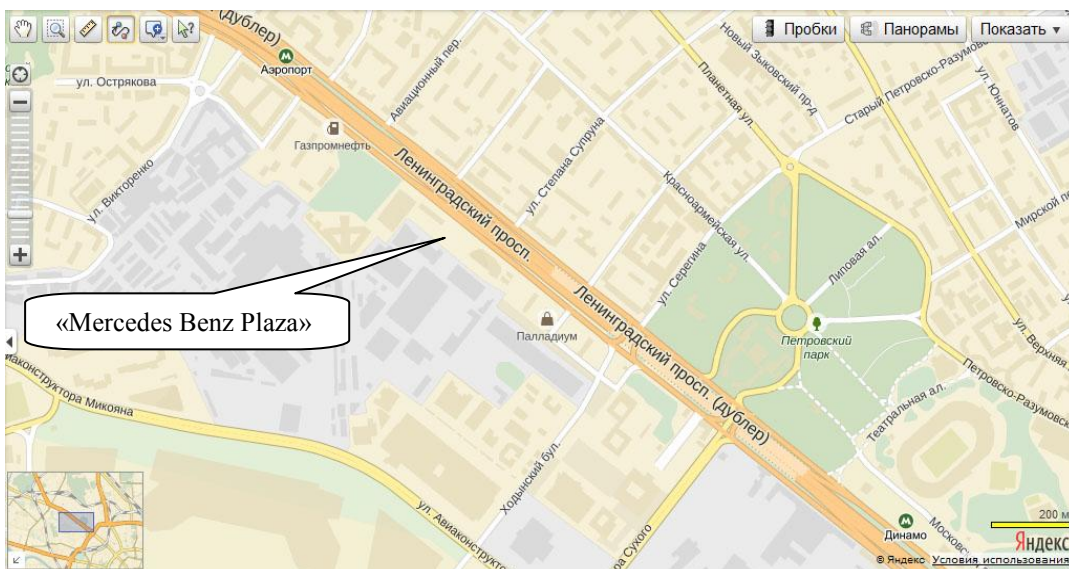 Пробки
Панорамы
Показать
(дублер)
Аэропорт
ул. Острякова
Авиационный пер.
Газпромнефть
ул. Викторенко
Ленинградский просп.
ул. Степана Супруна
Красноармейская ул.
Планетная ул.
Новый Зыковский пр-д
Старый Петровско-Разумовс
ул. Юннатов
Мирской п
ул. Серегина
Липовая ал.
«Mercedes Benz Plaza»
Палладиум
Ленинградский просп. (дублер)
Петровский
парк
ул. Верхняя
Петровско-Разумовск
Театральная ал.
авиаконструктора Микояна
Ходынский бул.
ул. Авиаконструкт
ра Сухого
Динамо
Московс
200 м
Яндекс
© Яндекс Условия использования